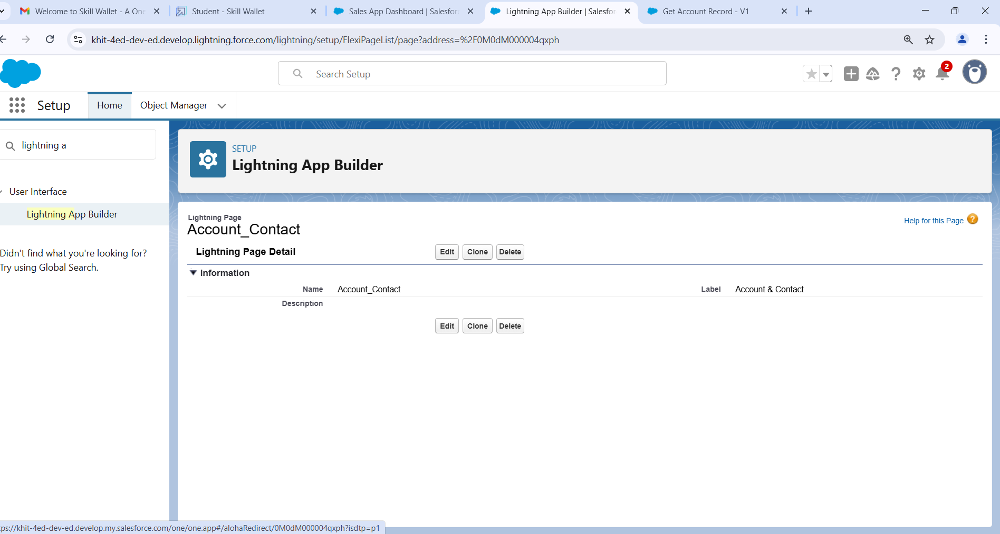 Welcome to Skill Wallet - A One
Student - Skill Wallet
Sales App Dashboard | Salesforc
Lightning App Builder | Salesfor
Get Account Record - V1
khit-4ed-dev-ed.develop.lightning.force.com/lightning/setup/FlexiPageList/page?address=%2F0M0dM000004qxph
Search Setup
2
Setup
Home
Object Manager
lightning a
User Interface
Lightning App Builder
Didn't find what you're looking for?
Try using Global Search.
SETUP
Lightning App Builder
Lightning Page
Account_Contact
Help for this Page ?
Lightning Page Detail
Edit Clone Delete
Information
Name Account_Contact Label Account & Contact
Description
Edit Clone Delete
ps://khit-4ed-dev-ed.develop.my.salesforce.com/one/one.app#/alohaRedirect/0M0dM000004qxph?isdtp=p1